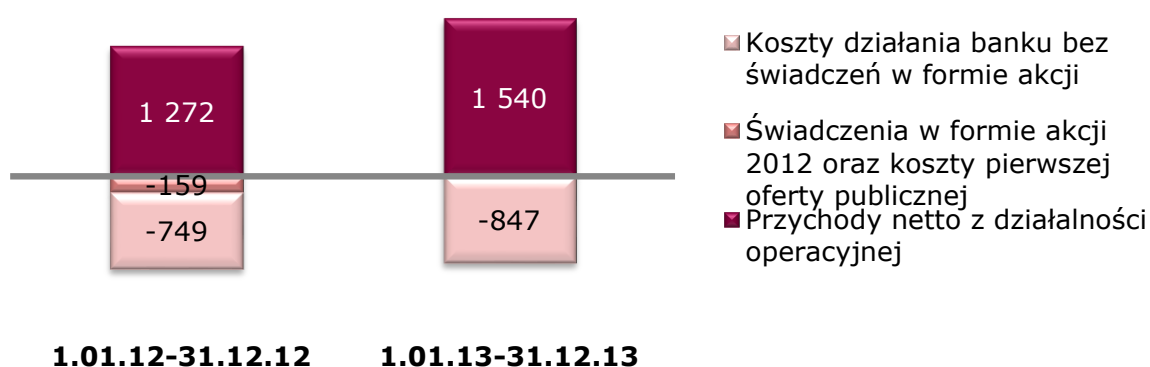 1 272
1 540
-159
-749
-847
1.01.12-31.12.12
1.01.13-31.12.13
Koszty działania banku bez
świadczeń w formie akcji
Świadczenia w formie akcji
2012 oraz koszty pierwszej
oferty publicznej
Przychody netto z działalności
operacyjnej